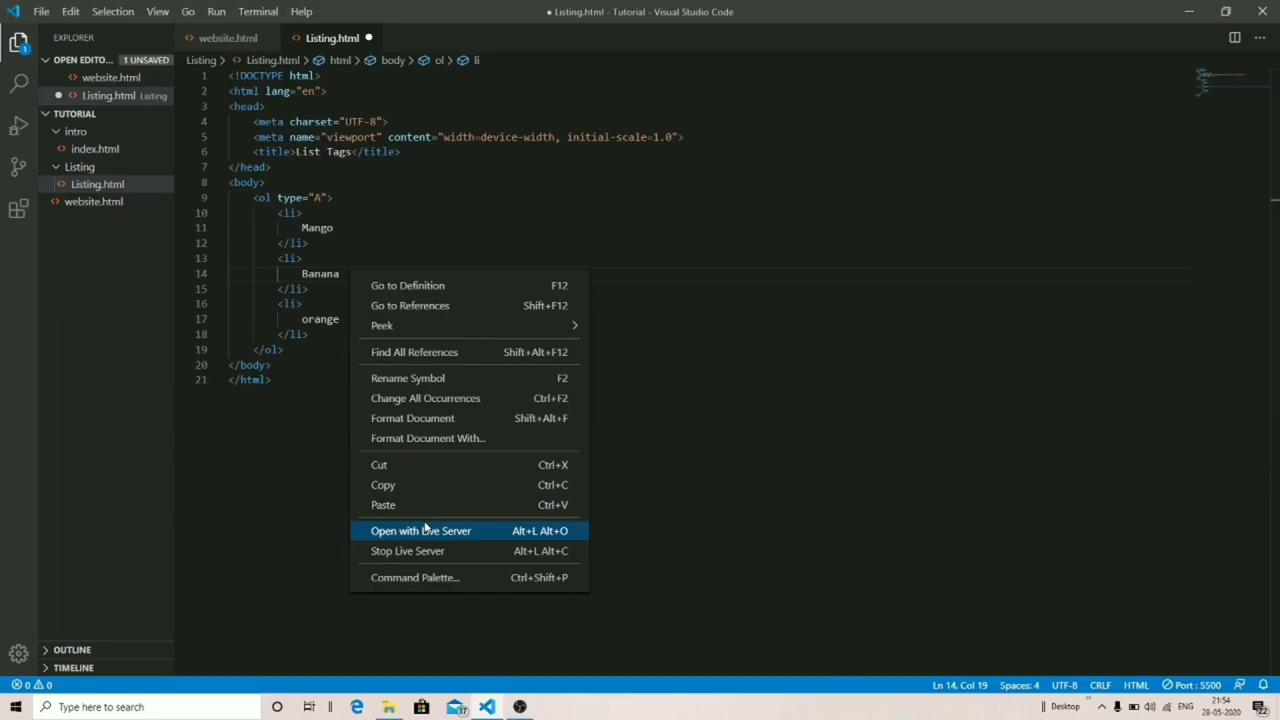 File Edit Selection View Go Run Terminal Help
● Listing.html - Tutorial - Visual Studio Code
EXPLORER
website.html
Listing.html
1
OPEN EDITO... 1 UNSAVED
website.html
Listing.html Listing
TUTORIAL
intro
index.html
Listing
Listing.html
website.html
OUTLINE
TIMELINE
Listing > Listing.html > html > body > ol > li
1 <!DOCTYPE html>
2 <html lang="en">
3 <head>
4 <meta charset="UTF-8">
5 <meta name="viewport" content="width=device-width, initial-scale=1.0">
6 <title>List Tags</title>
7 </head>
8 <body>
9 <ol type="A">
10 <li>
11 Mango
12 </li>
13 <li>
14 Banana
15 </li>
16 <li>
17 orange
18 </li>
19 </ol>
20 </body>
21 </html>
Go to Definition F12
Go to References Shift+F12
Peek
Find All References Shift+Alt+F12
Rename Symbol F2
Change All Occurrences Ctrl+F2
Format Document Shift+Alt+F
Format Document With...
Cut Ctrl+X
Copy Ctrl+C
Paste Ctrl+V
Open with Live Server Alt+L Alt+O
Stop Live Server Alt+L Alt+C
Command Palette... Ctrl+Shift+P
0 0
Ln 14, Col 19 Spaces: 4 UTF-8 CRLF HTML Port : 5500
Type here to search
17
Desktop
ENG
21:54
28-05-2020
22